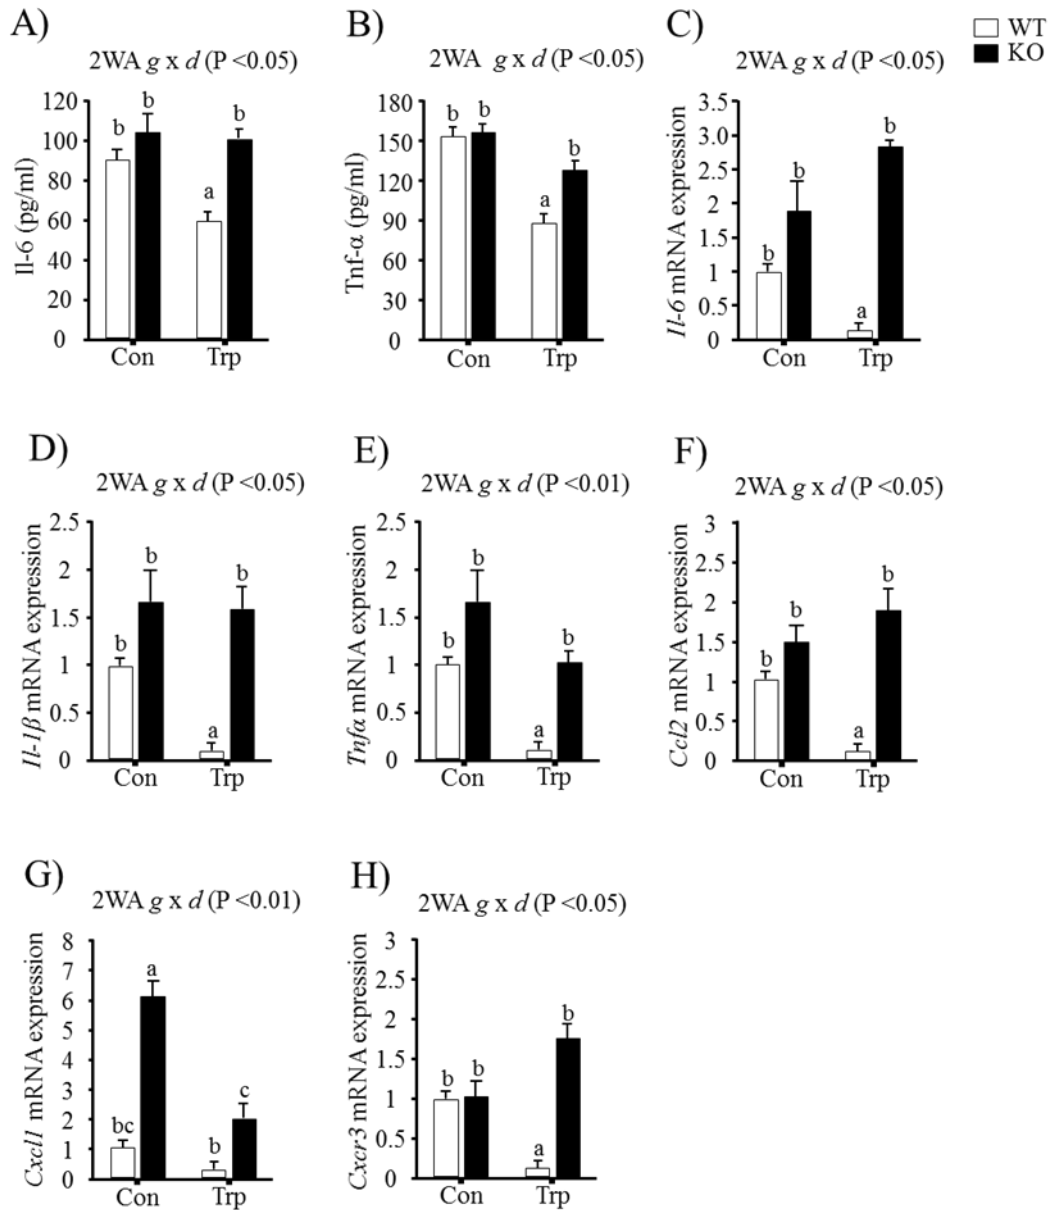 A)
2WA g x d (P <0.05)
Il-6 (pg/ml)
120
100
80
60
40
20
0
b
b
a
b
Con
Trp
B)
2WA g x d (P <0.05)
Tnf-α (pg/ml)
180
150
120
90
60
30
0
b
b
a
b
Con
Trp
C)
2WA g x d (P <0.05)
Il-6 mRNA expression
3.5
3.0
2.5
2
1.5
1
0.5
0
b
b
a
b
Con
Trp
WT
KO
D)
2WA g x d (P <0.05)
Il-1β mRNA expression
2.5
2
1.5
1
0.5
0
b
b
a
b
Con
Trp
E)
2WA g x d (P <0.01)
Tnfα mRNA expression
2.5
2
1.5
1
0.5
0
b
b
a
b
Con
Trp
F)
2WA g x d (P <0.05)
Ccl2 mRNA expression
3
2.5
2
1.5
1
0.5
0
b
b
a
b
Con
Trp
G)
2WA g x d (P <0.01)
Cxcl1 mRNA expression
8
7
6
5
4
3
2
1
0
bc
a
b
c
Con
Trp
H)
2WA g x d (P <0.05)
Cxcr3 mRNA expression
3
2.5
2
1.5
1
0.5
0
b
b
a
b
Con
Trp